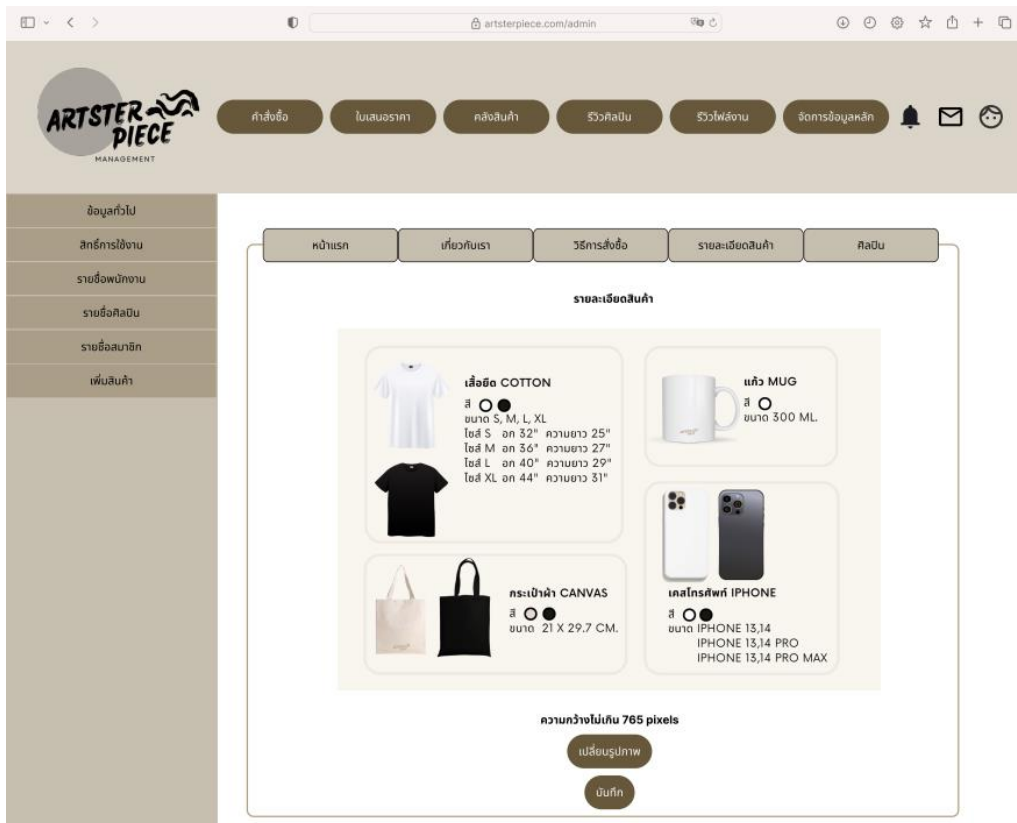 artsterpiece.com/admin
ARTSTER
PIECE
MANAGEMENT
คำสั่งซื้อ
ใบเสนอราคา
คลังสินค้า
รีวิวศิลปิน
รีวิวไฟล์งาน
จัดการข้อมูลหลัก
ข้อมูลทั่วไป
สิทธิ์การใช้งาน
รายชื่อพนักงาน
รายชื่อศิลปิน
รายชื่อสมาชิก
เพิ่มสินค้า
หน้าแรก
เกี่ยวกับเรา
วิธีการสั่งซื้อ
รายละเอียดสินค้า
ศิลปิน
รายละเอียดสินค้า
เสื้อยืด COTTON
สี
ขนาด S, M, L, XL
ไซส์ S อก 32" ความยาว 25"
ไซส์ M อก 36" ความยาว 27"
ไซส์ L อก 40" ความยาว 29"
ไซส์ XL อก 44" ความยาว 31"
แก้ว MUG
สี
ขนาด 300 ML.
กระเป๋าผ้า CANVAS
สี
ขนาด 21 X 29.7 CM.
เคสโทรศัพท์ IPHONE
สี
ขนาด IPHONE 13,14
IPHONE 13,14 PRO
IPHONE 13,14 PRO MAX
ความกว้างไม่เกิน 765 pixels
เปลี่ยนรูปภาพ
บันทึก